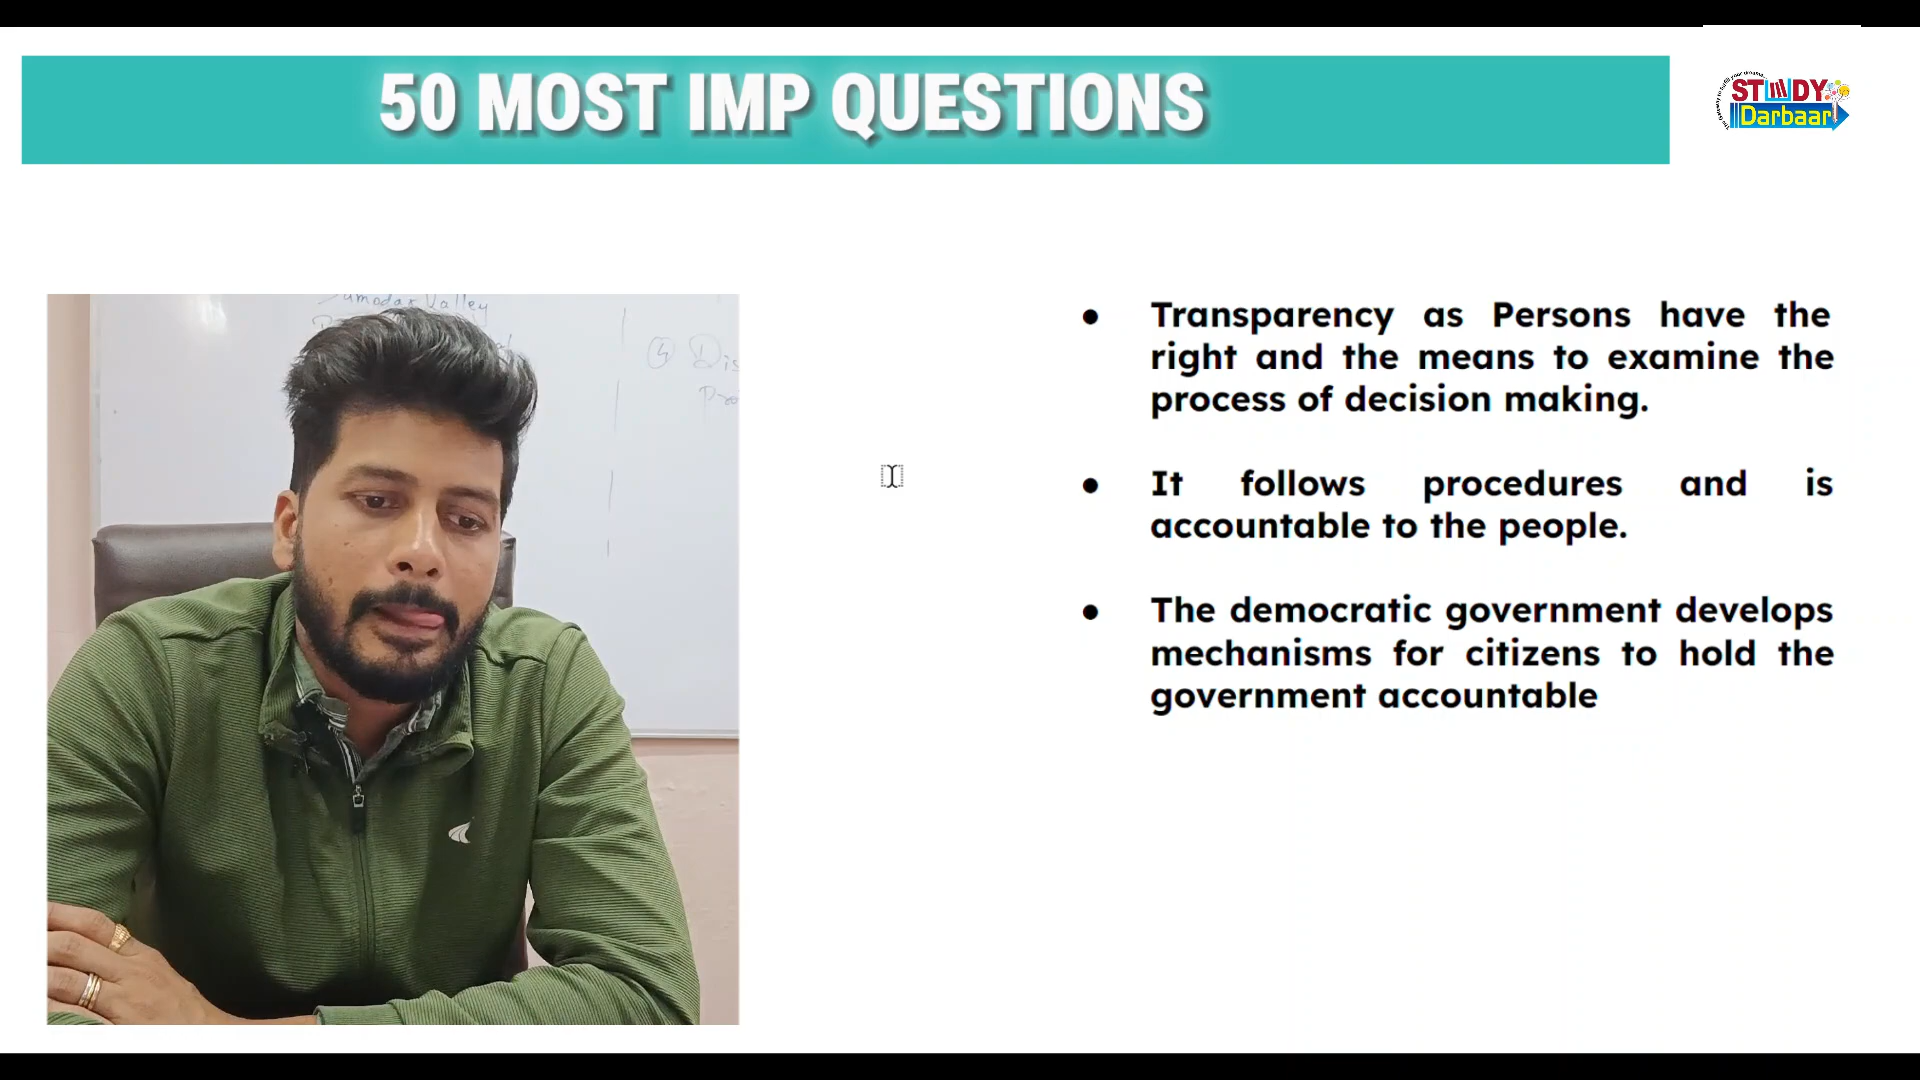 50 MOST IMP QUESTIONS
STUDY
Darbaar
Damodar Valley
Transparency as Persons have the
right and the means to examine the
process of decision making.
It follows procedures and is
accountable to the people.
The democratic government develops
mechanisms for citizens to hold the
government accountable